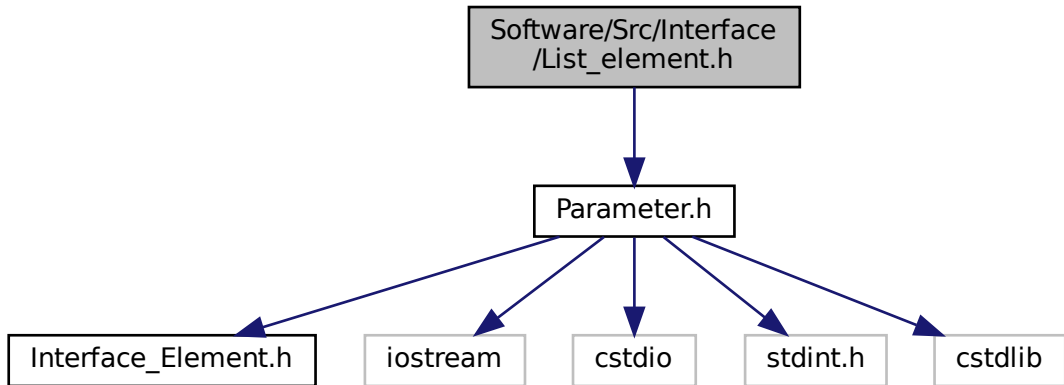 Software/Src/Interface
/List_element.h
Parameter.h
Interface_Element.h
iostream
cstdio
stdint.h
cstdlib